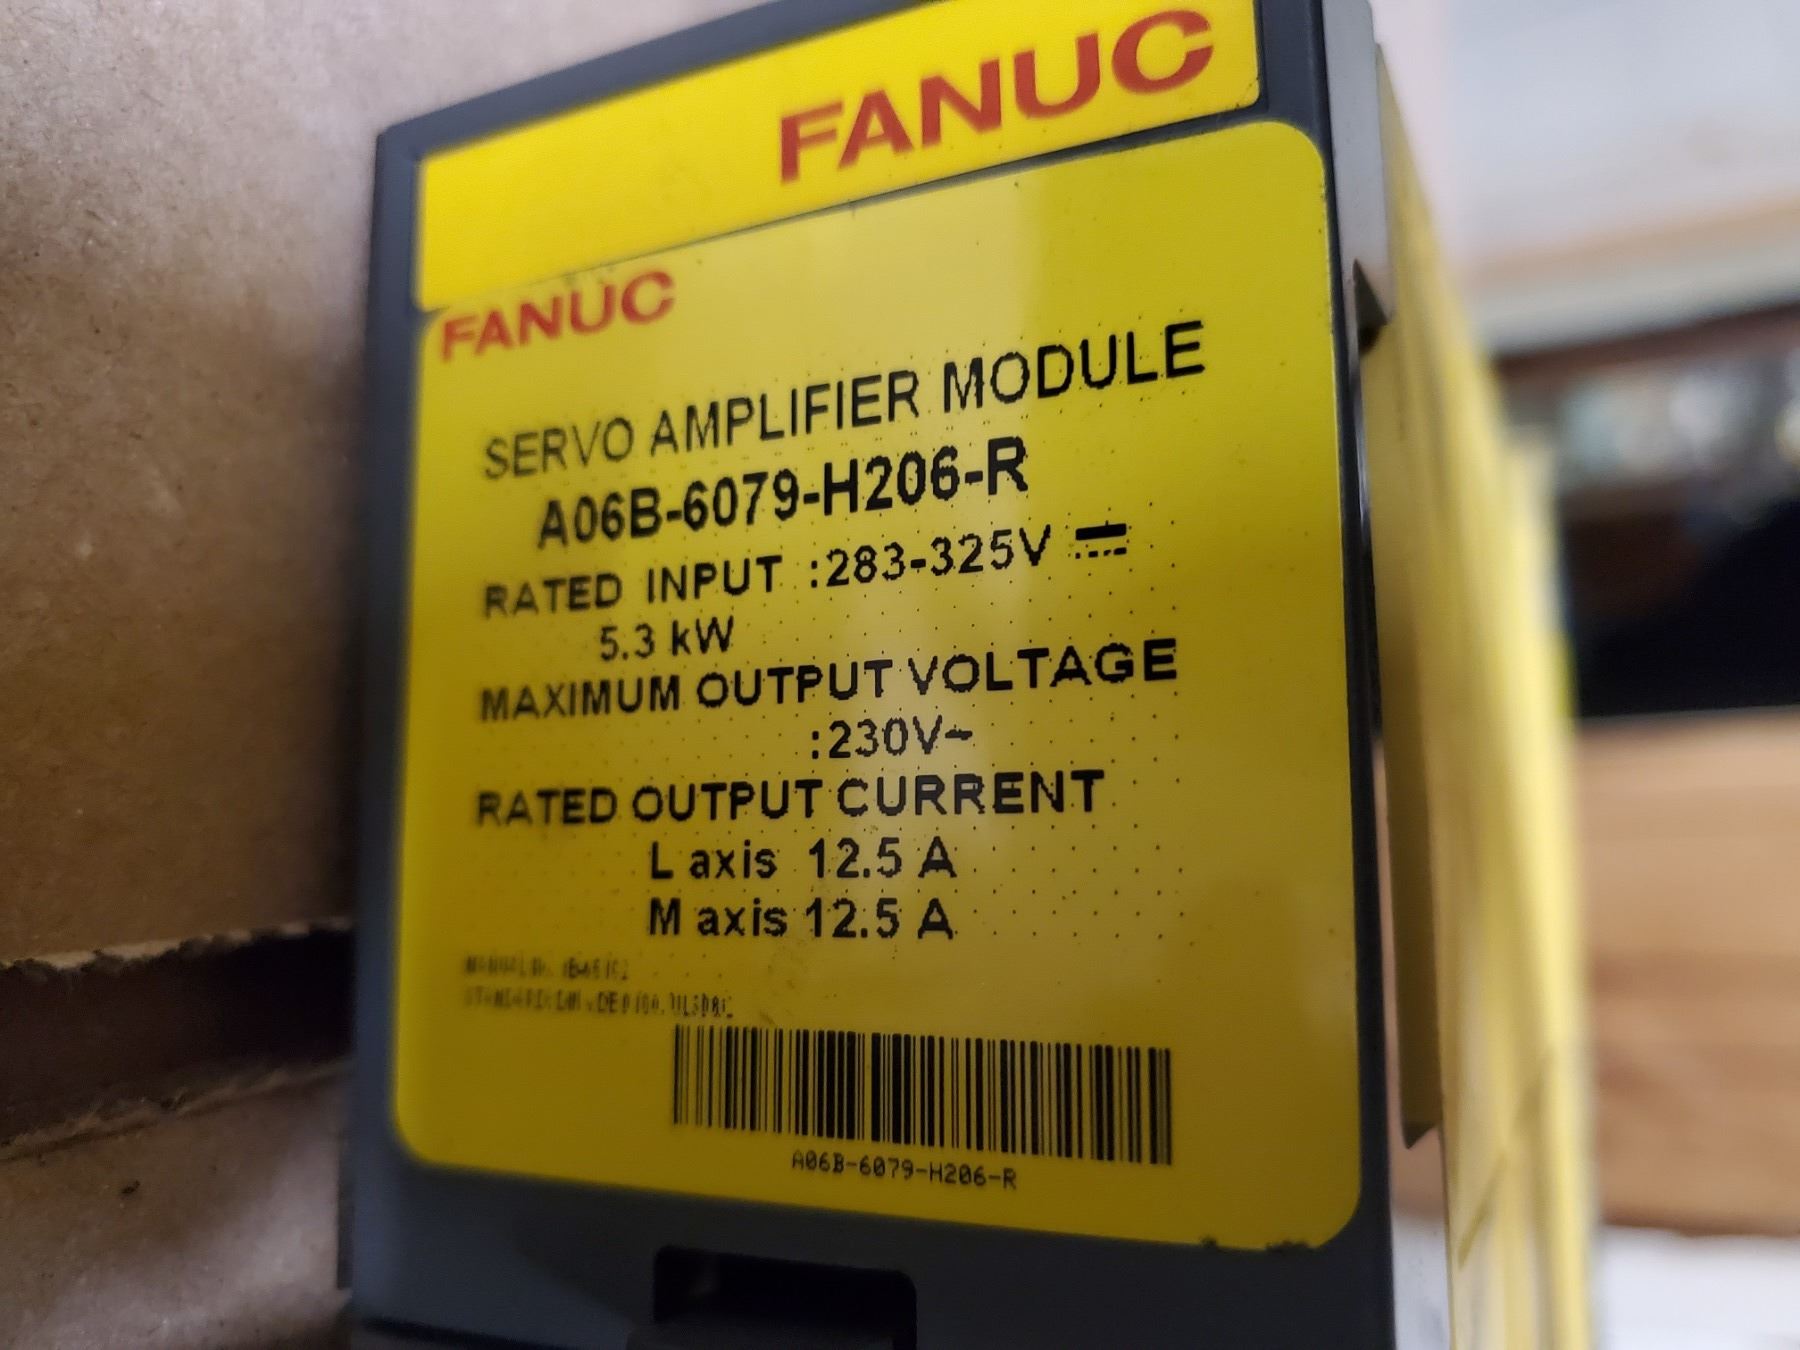 FANUC
FANUC
SERVO AMPLIFIER MODULE
A06B-6079-H206-R
RATED INPUT :283-325V ⎓
5.3 kW
MAXIMUM OUTPUT VOLTAGE
:230V~
RATED OUTPUT CURRENT
L axis 12.5 A
M axis 12.5 A
A06B-6079-H206-R